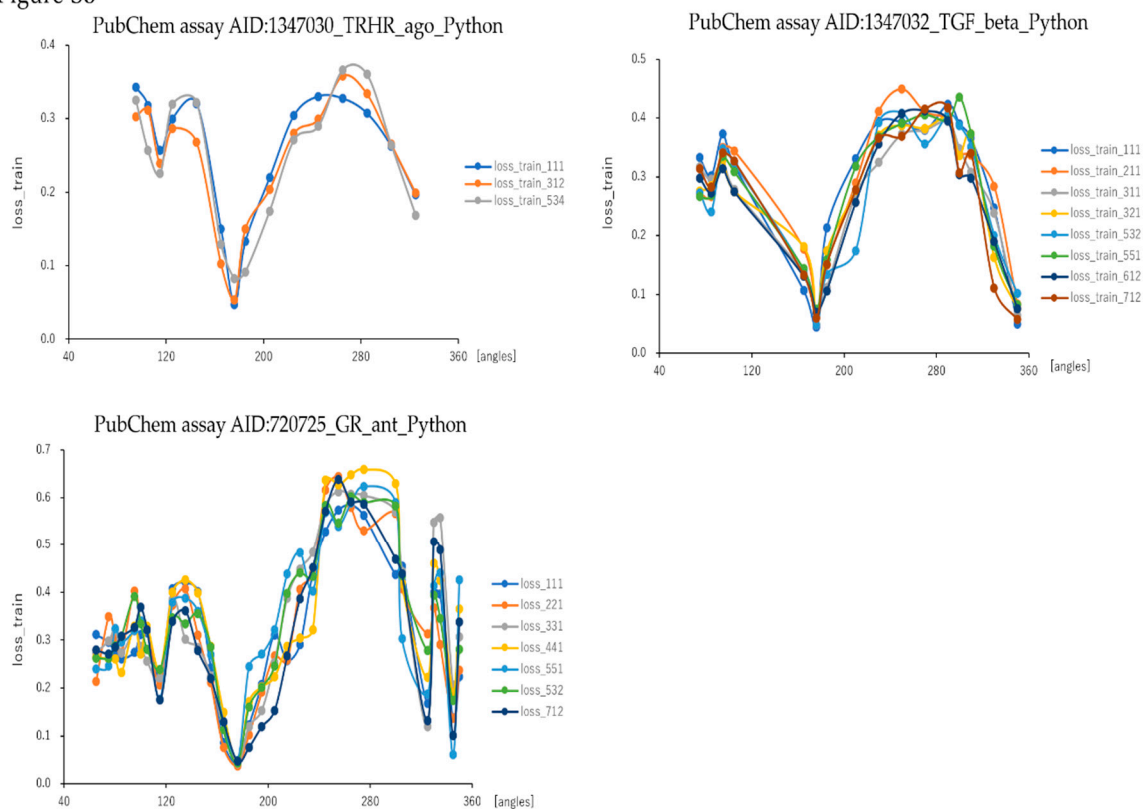 PubChem assay AID:1347030_TRHR_ago_Python
0.4
0.3
0.2
0.1
0.0
loss_train
40 120 200 280 360 [angles]
loss_train_111
loss_train_312
loss_train_534
PubChem assay AID:1347032_TGF_beta_Python
0.5
0.4
0.3
0.2
0.1
0.0
loss_train
40 120 200 280 360 [angles]
loss_train_111
loss_train_211
loss_train_311
loss_train_321
loss_train_532
loss_train_551
loss_train_612
loss_train_712
PubChem assay AID:720725_GR_ant_Python
0.7
0.6
0.5
0.4
0.3
0.2
0.1
0.0
loss_train
40 120 200 280 360 [angles]
loss_111
loss_221
loss_331
loss_441
loss_551
loss_532
loss_712